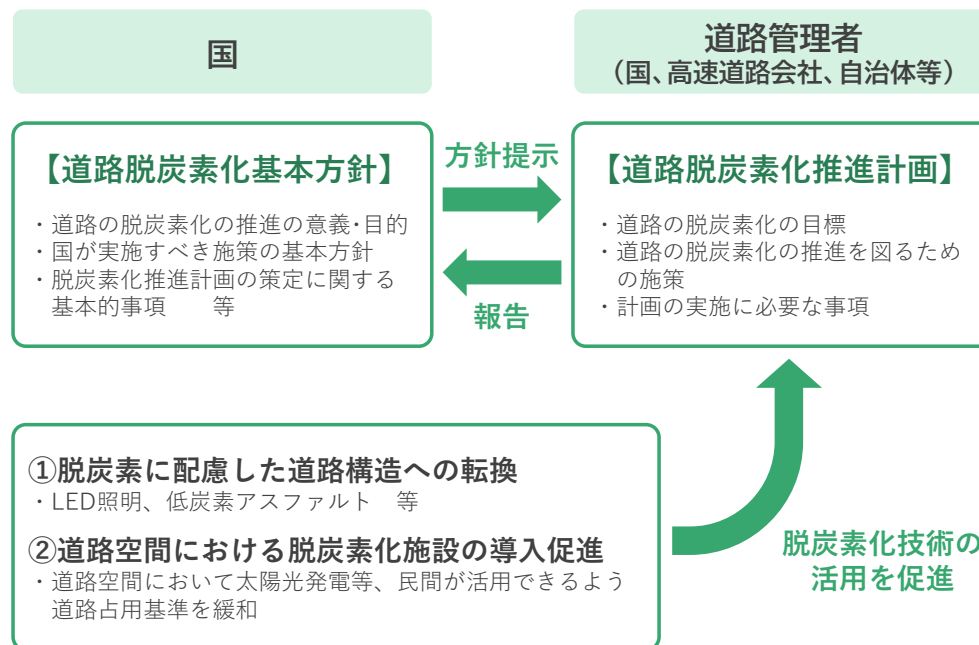 国
道路管理者
（国、高速道路会社、自治体等）
【道路脱炭素化基本方針】
・道路の脱炭素化の推進の意義・目的
・国が実施すべき施策の基本方針
・脱炭素化推進計画の策定に関する
基本的事項　　等
方針提示
報告
【道路脱炭素化推進計画】
・道路の脱炭素化の目標
・道路の脱炭素化の推進を図るため
の施策
・計画の実施に必要な事項
①脱炭素に配慮した道路構造への転換
・LED照明、低炭素アスファルト　等
②道路空間における脱炭素化施設の導入促進
・道路空間において太陽光発電等、民間が活用できるよう
道路占用基準を緩和
脱炭素化技術の
活用を促進